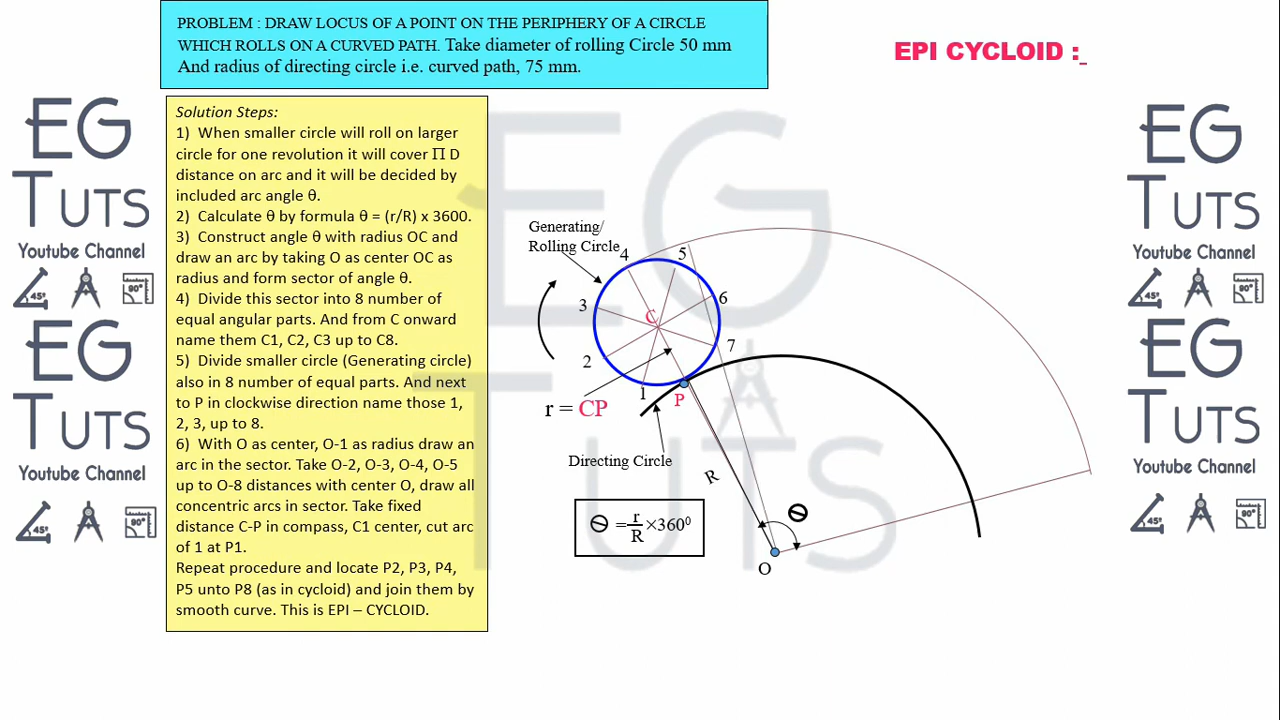 PROBLEM : DRAW LOCUS OF A POINT ON THE PERIPHERY OF A CIRCLE
WHICH ROLLS ON A CURVED PATH. Take diameter of rolling Circle 50 mm
And radius of directing circle i.e. curved path, 75 mm.
EPI CYCLOID :
EG
TUTS
Youtube Channel
45°
90°
EG
TUTS
Youtube Channel
45°
90°
Solution Steps:
1) When smaller circle will roll on larger
circle for one revolution it will cover Π D
distance on arc and it will be decided by
included arc angle θ.
2) Calculate θ by formula θ = (r/R) x 3600.
3) Construct angle θ with radius OC and
draw an arc by taking O as center OC as
radius and form sector of angle θ.
4) Divide this sector into 8 number of
equal angular parts. And from C onward
name them C1, C2, C3 up to C8.
5) Divide smaller circle (Generating circle)
also in 8 number of equal parts. And next
to P in clockwise direction name those 1,
2, 3, up to 8.
6) With O as center, O-1 as radius draw an
arc in the sector. Take O-2, O-3, O-4, O-5
up to O-8 distances with center O, draw all
concentric arcs in sector. Take fixed
distance C-P in compass, C1 center, cut arc
of 1 at P1.
Repeat procedure and locate P2, P3, P4,
P5 unto P8 (as in cycloid) and join them by
smooth curve. This is EPI – CYCLOID.
EG
TUTS
Generating/
Rolling Circle
4
5
3
C
6
2
7
1
P
r = CP
Directing Circle
R
θ
O
θ = r/R ×360⁰
EG
TUTS
Youtube Channel
45°
90°
EG
TUTS
Youtube Channel
45°
90°